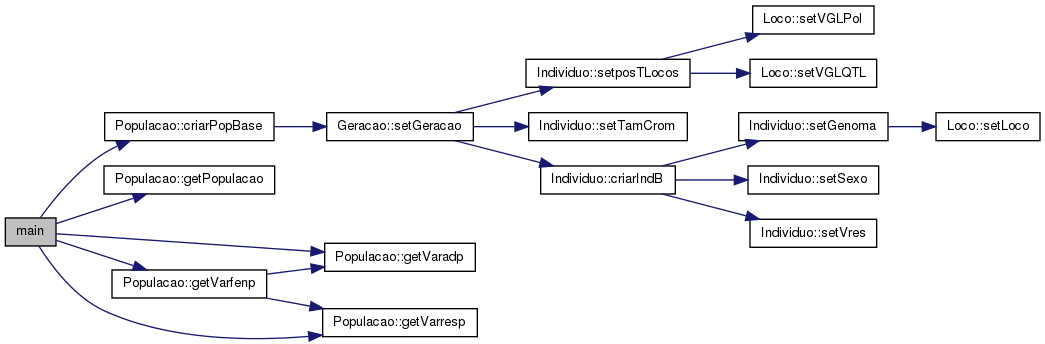 Loco::setVGLPol
Individuo::setposTLocos
Loco::setVGLQTL
Populacao::criarPopBase
Geracao::setGeracao
Individuo::setTamCrom
Individuo::setGenoma
Loco::setLoco
Populacao::getPopulacao
Individuo::criarIndB
Individuo::setSexo
main
Individuo::setVres
Populacao::getVaradp
Populacao::getVarfenp
Populacao::getVarresp